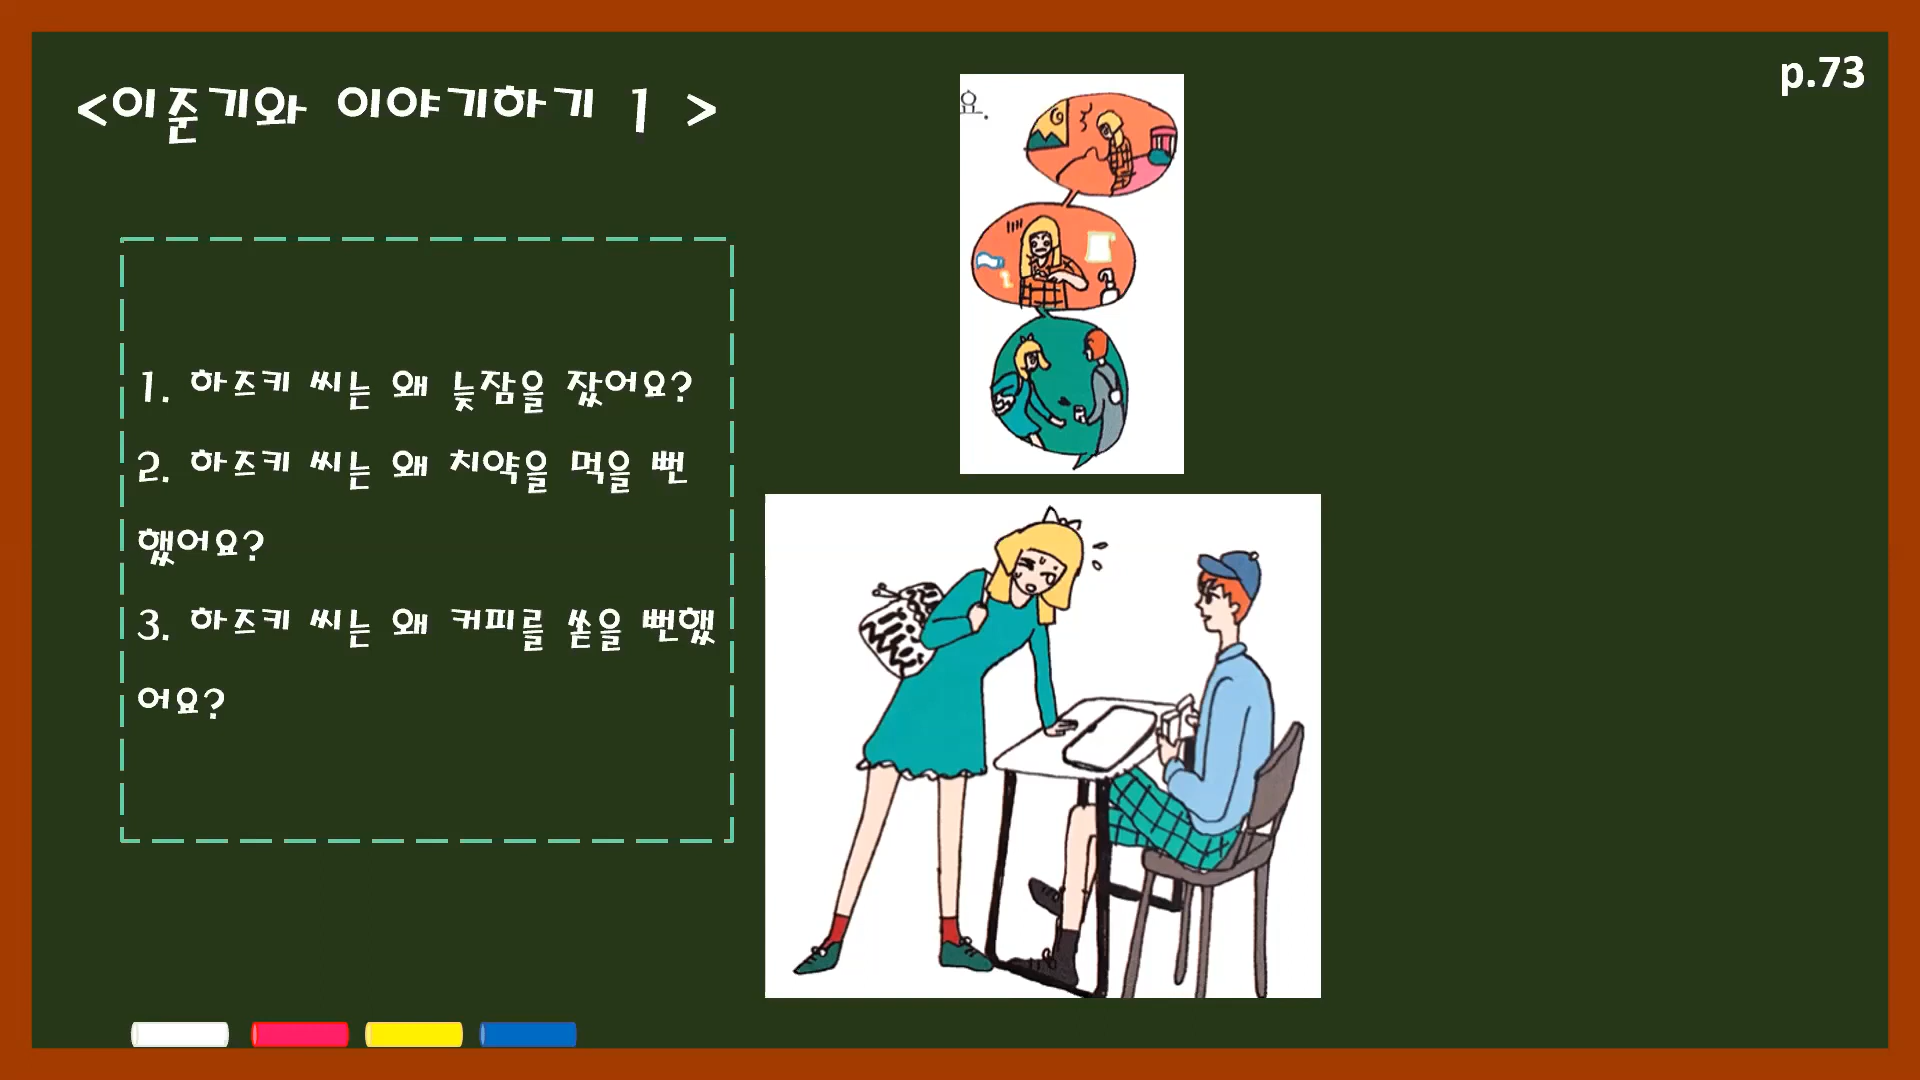 <이준기와 이야기하기 1 >
p.73
요.
1. 하즈키 씨는 왜 늦잠을 잤어요?
2. 하즈키 씨는 왜 치약을 먹을 뻔
했어요?
3. 하즈키 씨는 왜 커피를 쏟을 뻔했
어요?